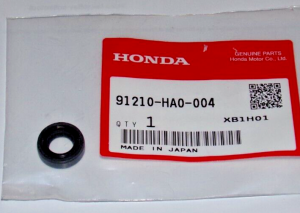 HONDA
GENUINE PARTS
Honda Motor Co., Ltd.
91210-HA0-004
QTY 1
XB1H01
MADE IN JAPAN